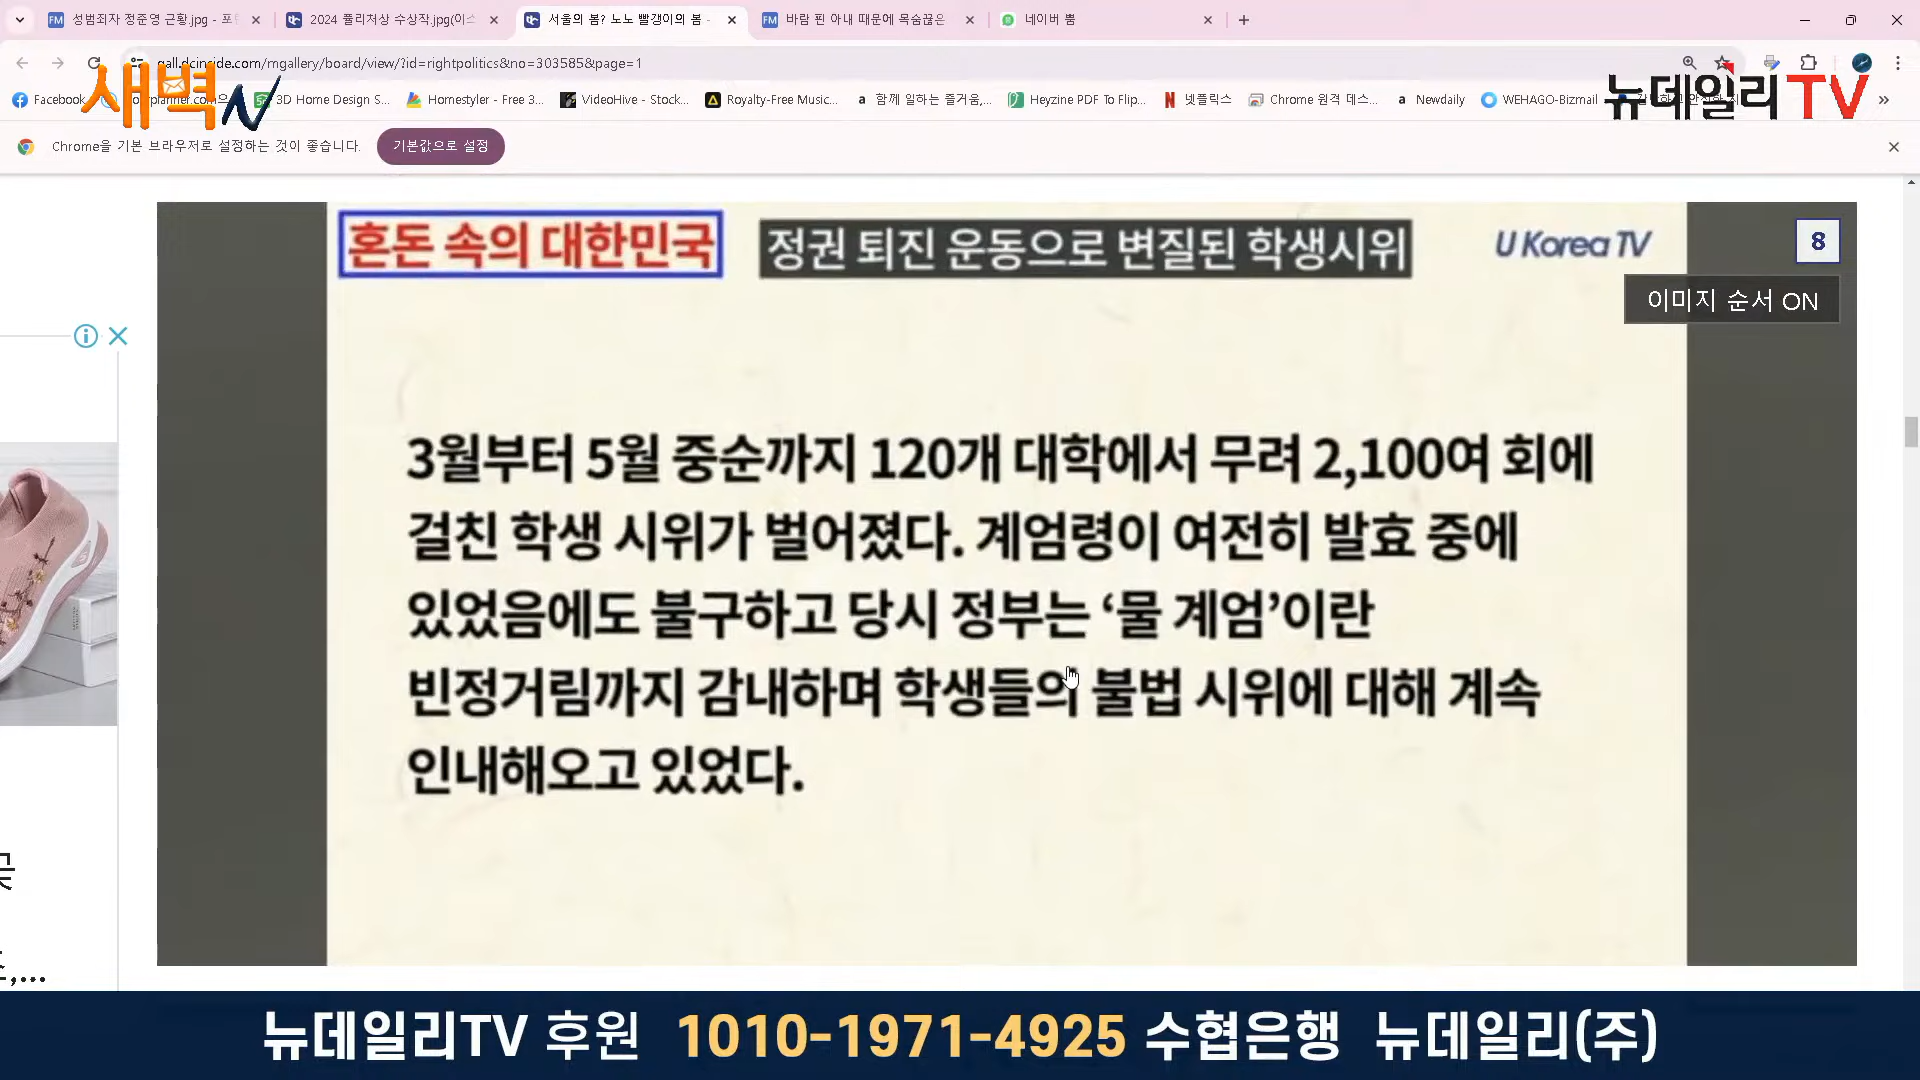 성범죄자 정준영 근황.jpg - 포
2024 퓰리처상 수상작.jpg(이스
서울의 봄? 노노 빨갱이의 봄 -
바람 핀 아내 때문에 목숨끊은
네이버 뿜
gall.dcinside.com/mgallery/board/view/?id=rightpolitics&no=303585&page=1
새벽N
뉴데일리TV
Facebook
3D Home Design S...
Homestyler - Free 3...
VideoHive - Stock...
Royalty-Free Music...
함께 일하는 즐거움,...
Heyzine PDF To Flip...
넷플릭스
Chrome 원격 데스...
Newdaily
WEHAGO-Bizmail
Chrome을 기본 브라우저로 설정하는 것이 좋습니다.
기본값으로 설정
혼돈 속의 대한민국
정권 퇴진 운동으로 변질된 학생시위
U Korea TV
8
이미지 순서 ON
3월부터 5월 중순까지 120개 대학에서 무려 2,100여 회에
걸친 학생 시위가 벌어졌다. 계엄령이 여전히 발효 중에
있었음에도 불구하고 당시 정부는 ‘물 계엄’이란
빈정거림까지 감내하며 학생들의 불법 시위에 대해 계속
인내해오고 있었다.
뉴데일리TV 후원 1010-1971-4925 수협은행 뉴데일리(주)